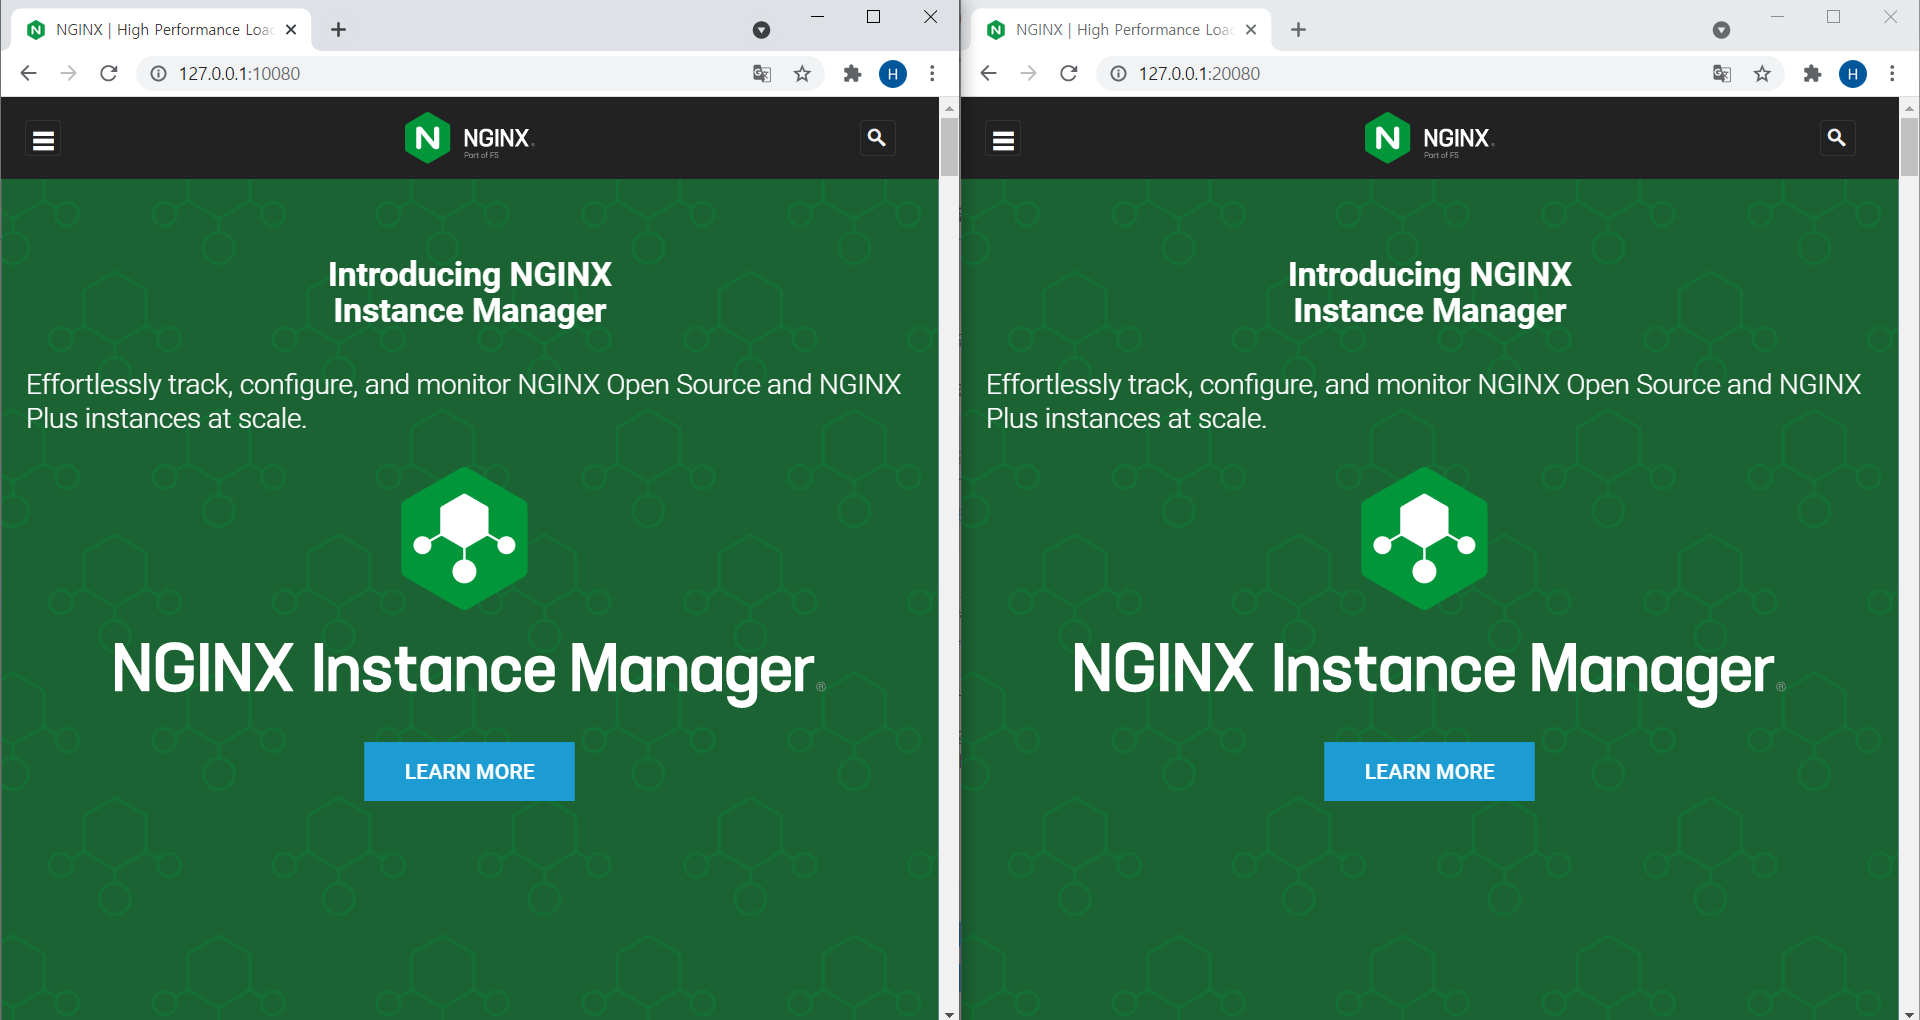 NGINX | High Performance Loa
127.0.0.1:10080
H
NGINX
Part of F5
Introducing NGINX
Instance Manager
Effortlessly track, configure, and monitor NGINX Open Source and NGINX
Plus instances at scale.
NGINX Instance Manager®
LEARN MORE
NGINX | High Performance Loa
127.0.0.1:20080
H
NGINX
Part of F5
Introducing NGINX
Instance Manager
Effortlessly track, configure, and monitor NGINX Open Source and NGINX
Plus instances at scale.
NGINX Instance Manager®
LEARN MORE